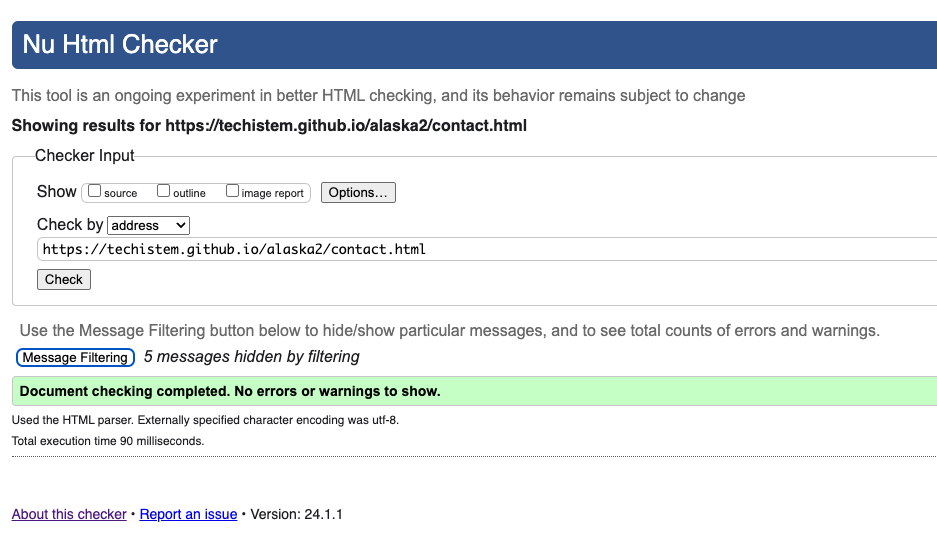 Nu Html Checker
This tool is an ongoing experiment in better HTML checking, and its behavior remains subject to change
Showing results for https://techistem.github.io/alaska2/contact.html
Checker Input
Show source outline image report Options…
Check by address
https://techistem.github.io/alaska2/contact.html
Check
Use the Message Filtering button below to hide/show particular messages, and to see total counts of errors and warnings.
Message Filtering 5 messages hidden by filtering
Document checking completed. No errors or warnings to show.
Used the HTML parser. Externally specified character encoding was utf-8.
Total execution time 90 milliseconds.
About this checker • Report an issue • Version: 24.1.1